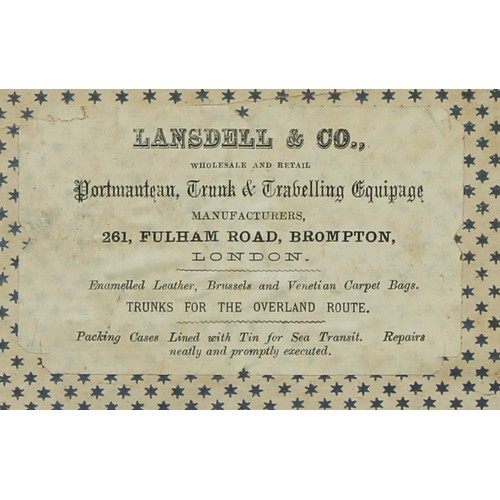 LANSDELL & CO.,
WHOLESALE AND RETAIL
Portmantean, Trunk & Travelling Equipage
MANUFACTURERS,
261, FULHAM ROAD, BROMPTON,
LONDON.
Enamelled Leather, Brussels and Venetian Carpet Bags.
TRUNKS FOR THE OVERLAND ROUTE.
Packing Cases Lined with Tin for Sea Transit. Repairs
neatly and promptly executed.